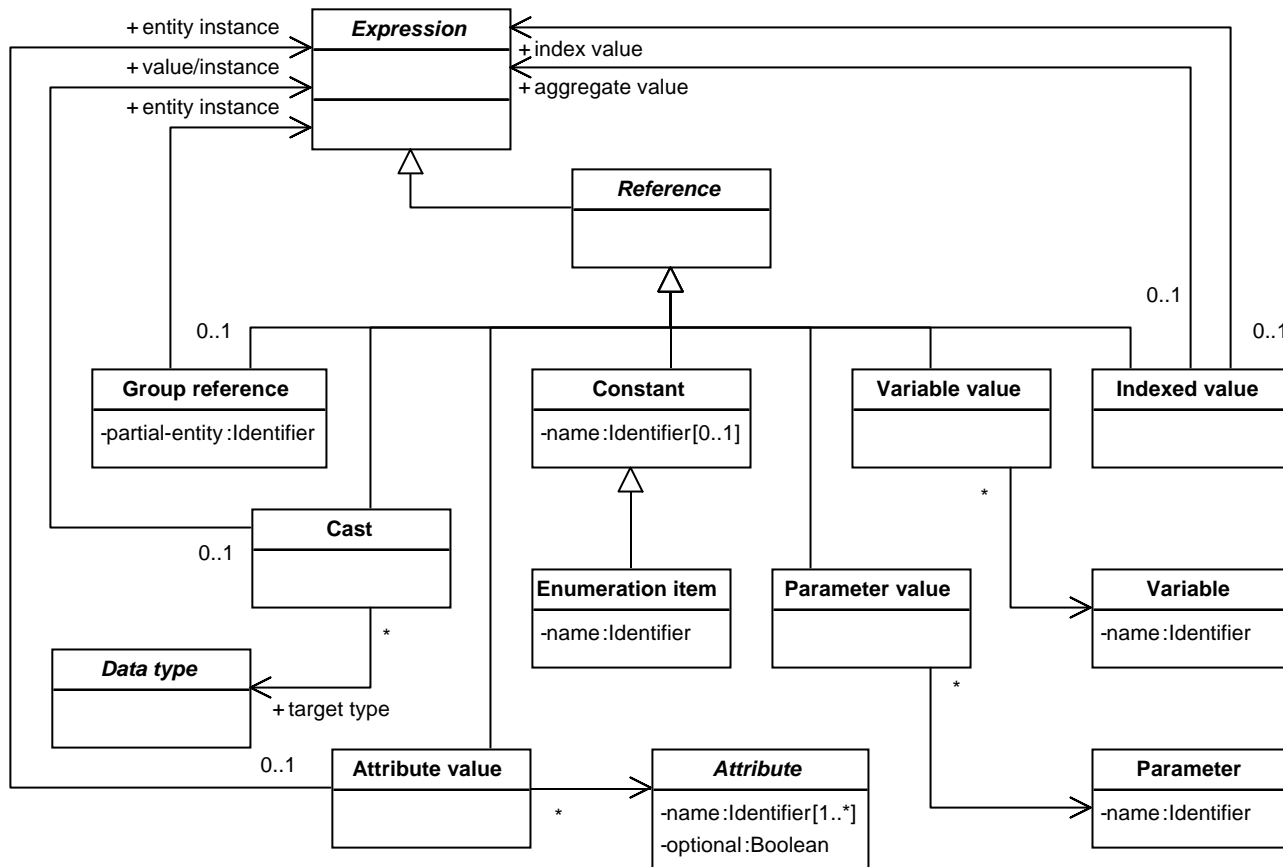 + entity instance
Expression
+ index value
+ value/instance
+ aggregate value
+ entity instance
Reference
0..1
0..1
0..1
Group reference
-partial-entity:Identifier
Constant
-name:Identifier[0..1]
Variable value
Indexed value
*
Cast
0..1
Enumeration item
-name:Identifier
Parameter value
Variable
-name:Identifier
*
*
Data type
+ target type
0..1
Attribute value
*
Attribute
-name:Identifier[1..*]
-optional:Boolean
Parameter
-name:Identifier